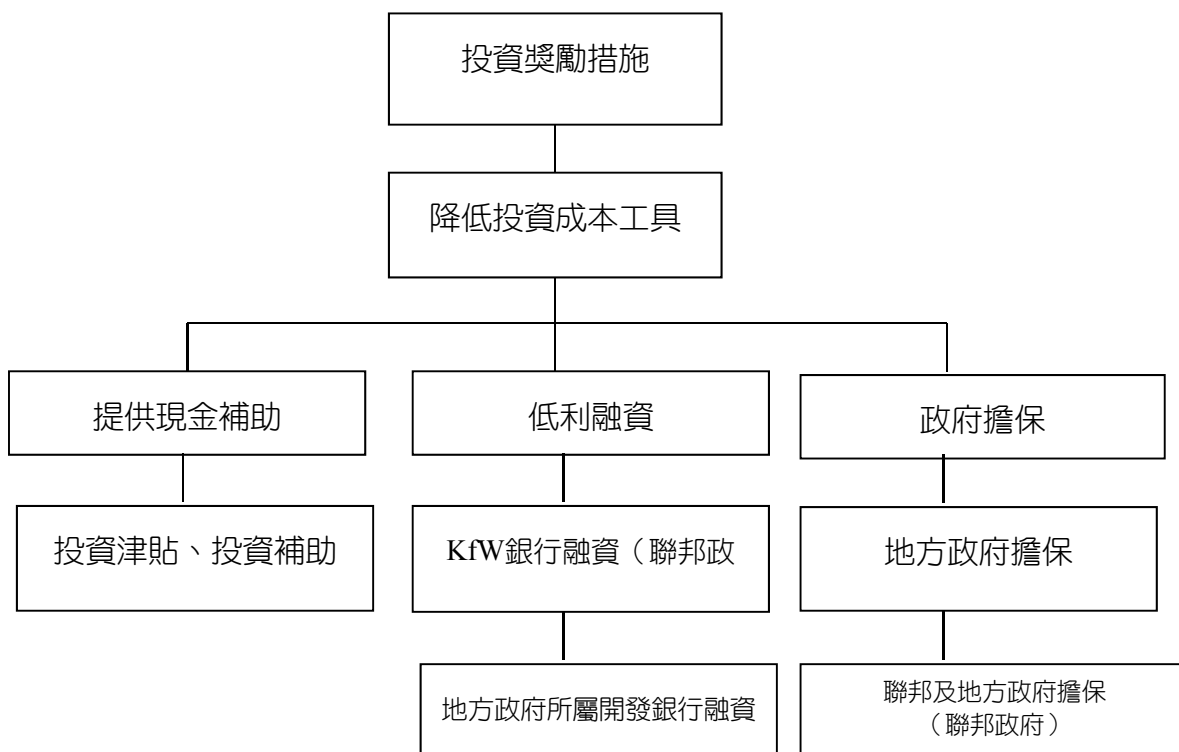 投資獎勵措施
降低投資成本工具
提供現金補助
低利融資
政府擔保
投資津貼、投資補助
KfW銀行融資（聯邦政
地方政府擔保
地方政府所屬開發銀行融資
聯邦及地方政府擔保
（聯邦政府）